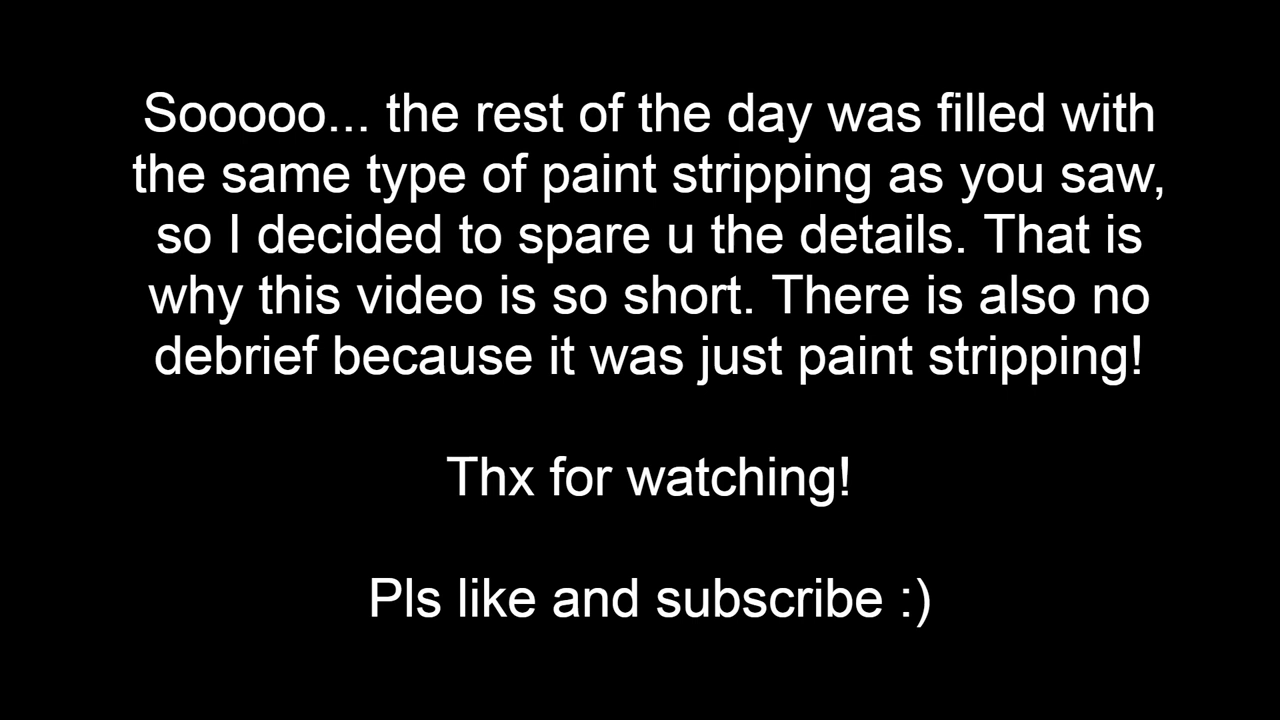 Sooooo... the rest of the day was filled with
the same type of paint stripping as you saw,
so I decided to spare u the details. That is
why this video is so short. There is also no
debrief because it was just paint stripping!
Thx for watching!
Pls like and subscribe :)